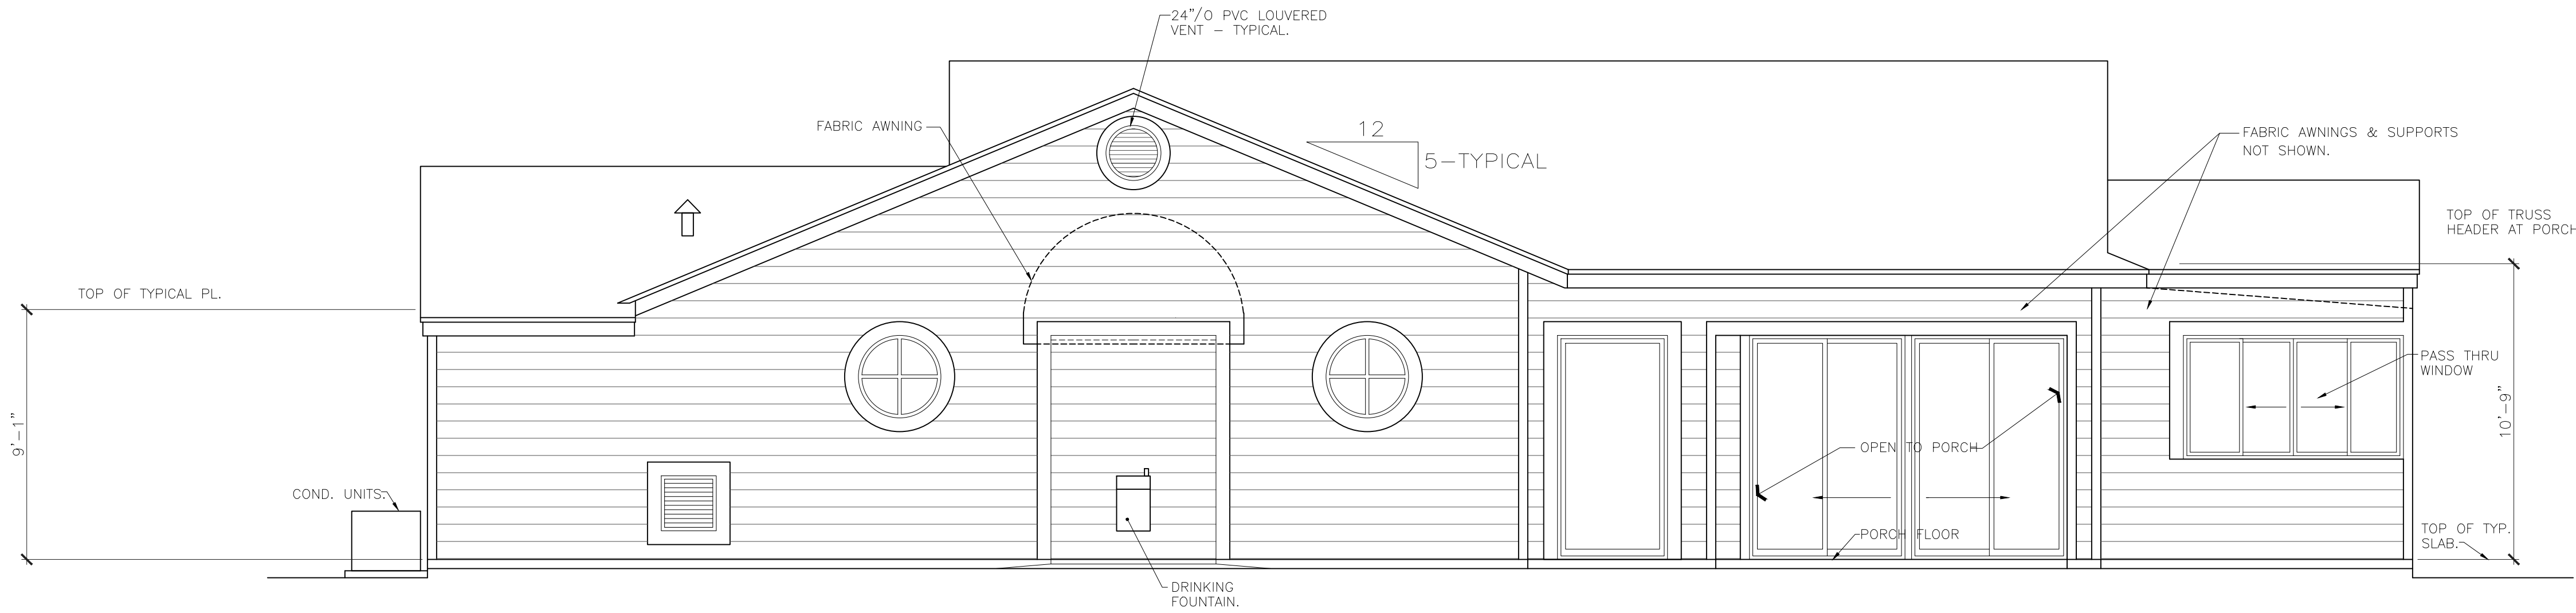 24"/O PVC LOUVERED
VENT - TYPICAL.
FABRIC AWNING
12
5-TYPICAL
FABRIC AWNINGS & SUPPORTS
NOT SHOWN.
TOP OF TRUSS
HEADER AT PORCH
TOP OF TYPICAL PL.
9'-1"
COND. UNITS.
OPEN TO PORCH
PORCH FLOOR
PASS THRU
WINDOW
10'-9"
TOP OF TYP.
SLAB.
DRINKING
FOUNTAIN.